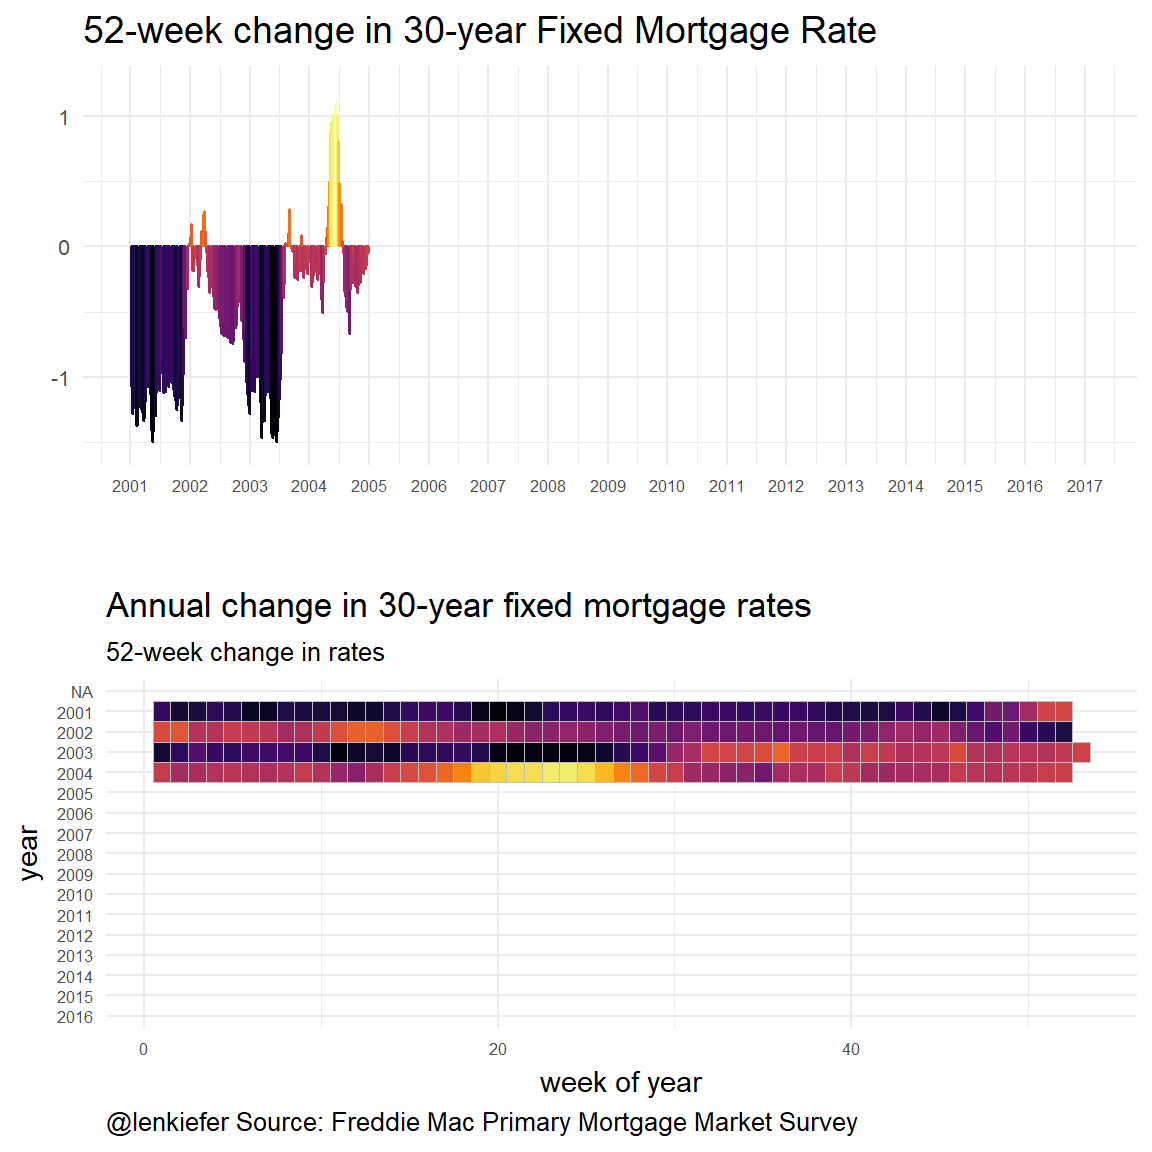 52-week change in 30-year Fixed Mortgage Rate
1
0
-1
2001 2002 2003 2004 2005 2006 2007 2008 2009 2010 2011 2012 2013 2014 2015 2016 2017
Annual change in 30-year fixed mortgage rates
52-week change in rates
NA
2001
2002
2003
2004
2005
2006
2007
2008
2009
2010
2011
2012
2013
2014
2015
2016
year
0 20 40
week of year
@lenkiefer Source: Freddie Mac Primary Mortgage Market Survey